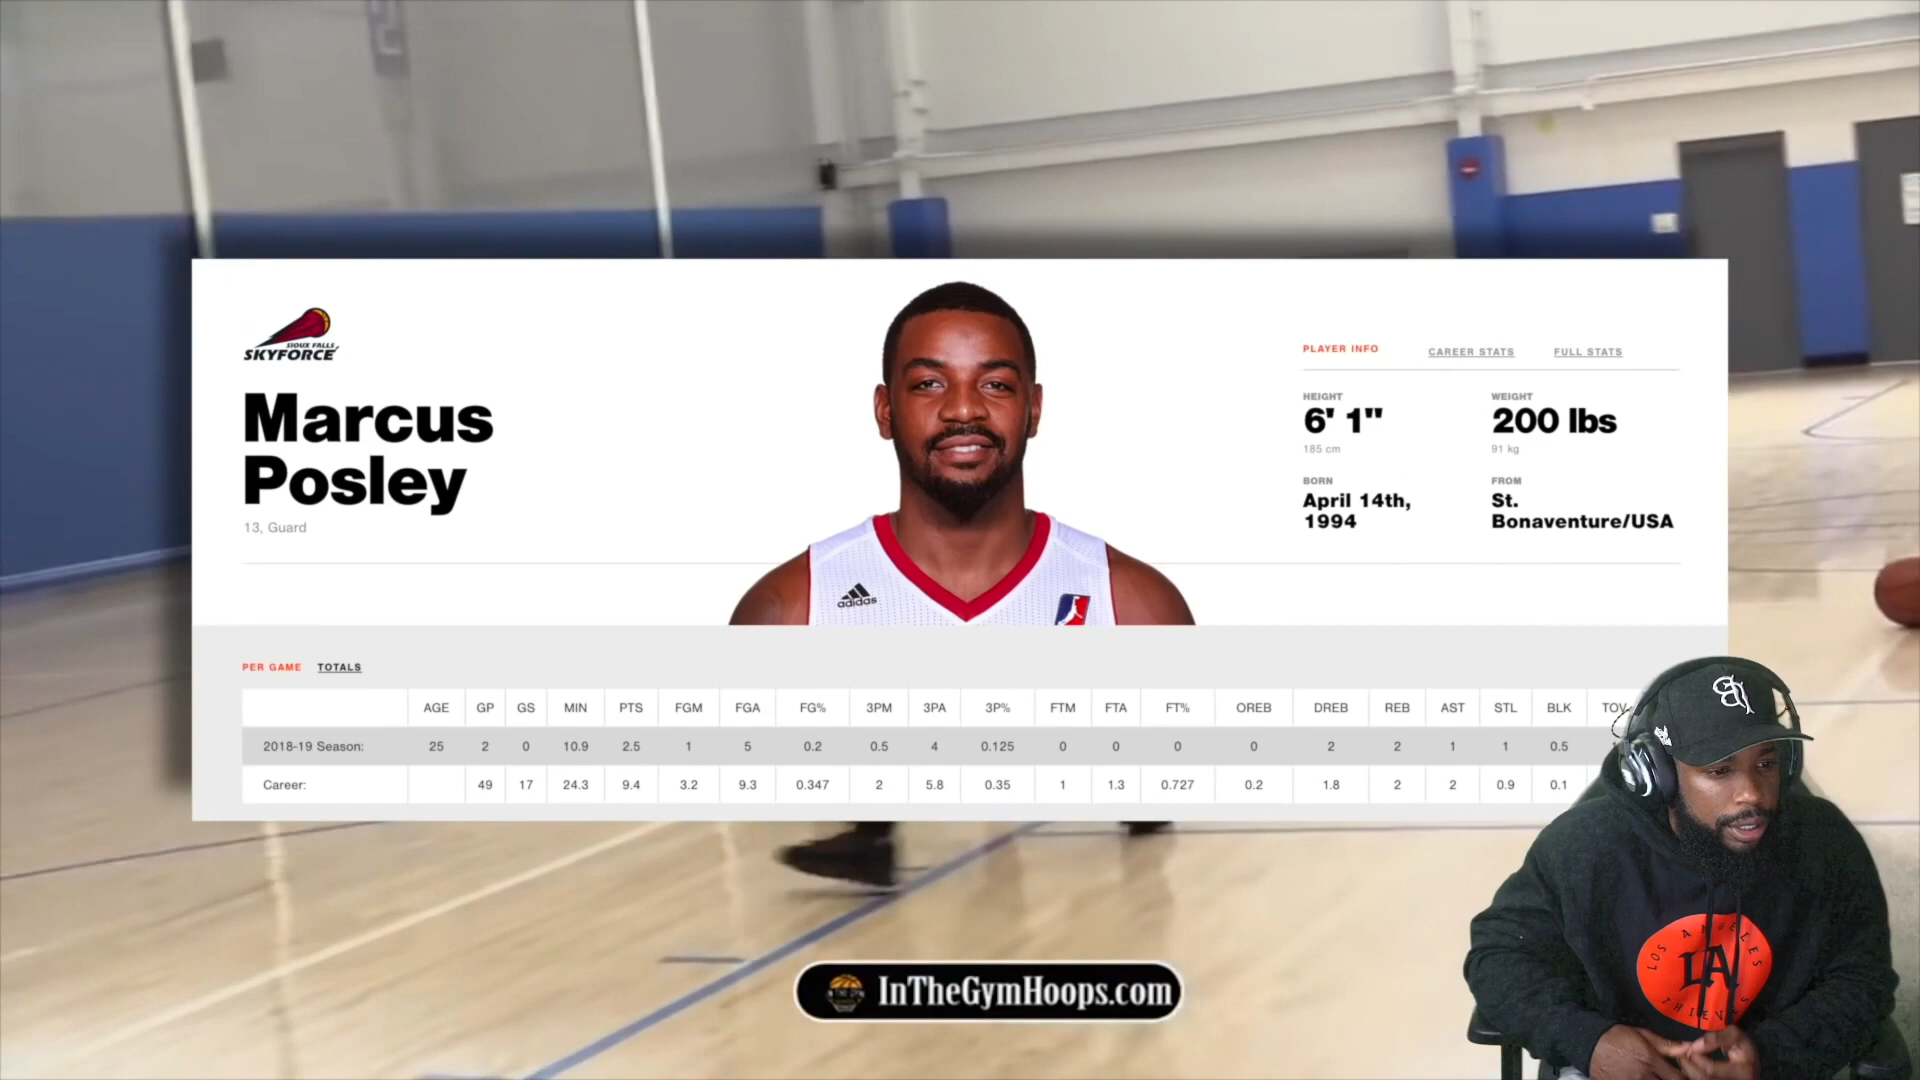 SIOUX FALLS
SKYFORCE
Marcus
Posley
13, Guard
adidas
PLAYER INFO CAREER STATS FULL STATS
HEIGHT WEIGHT
6' 1" 200 lbs
185 cm 91 kg
BORN FROM
April 14th, St.
1994 Bonaventure/USA
PER GAME TOTALS
AGE GP GS MIN PTS FGM FGA FG% 3PM 3PA 3P% FTM FTA FT% OREB DREB REB AST STL BLK TOV
2018-19 Season: 25 2 0 10.9 2.5 1 5 0.2 0.5 4 0.125 0 0 0 0 2 2 1 1 0.5
Career: 49 17 24.3 9.4 3.2 9.3 0.347 2 5.8 0.35 1 1.3 0.727 0.2 1.8 2 2 0.9 0.1
IN THE GYM
InTheGymHoops.com
LOS ANGELES
LA
THIEVES